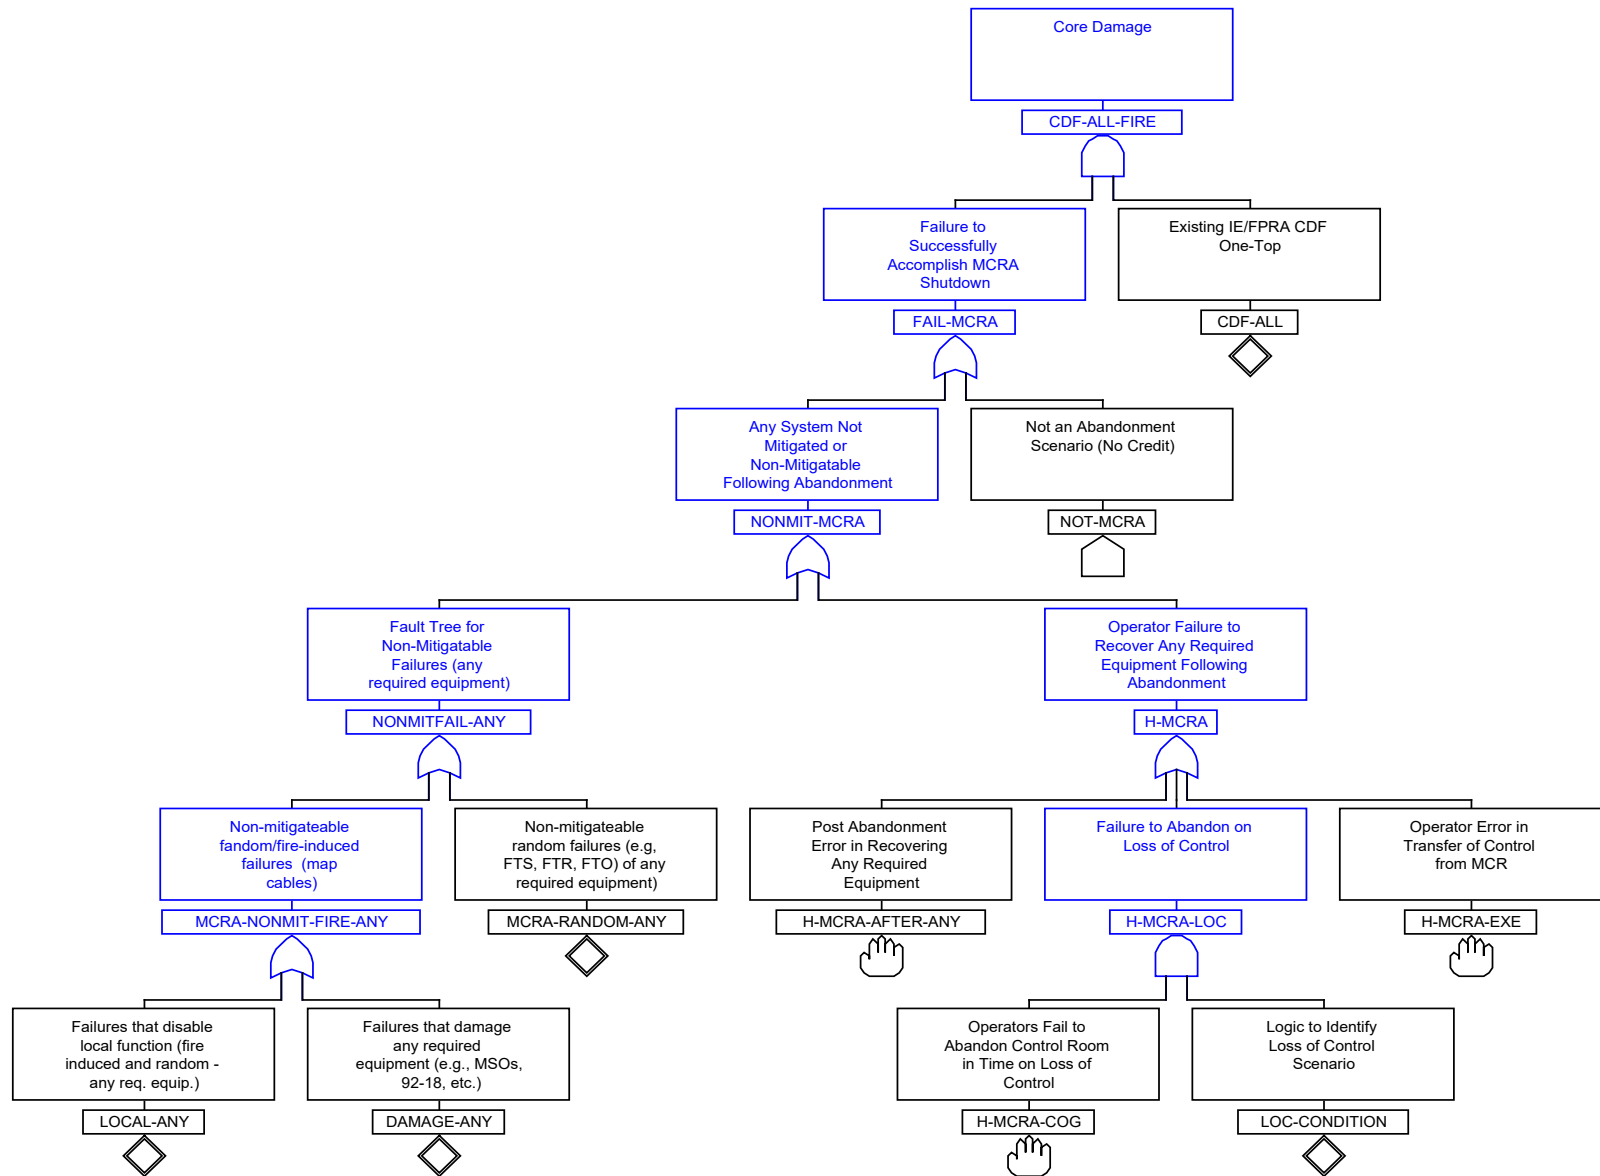 Core Damage
CDF-ALL-FIRE
Failure to
Successfully
Accomplish MCRA
Shutdown
FAIL-MCRA
Existing IE/FPRA CDF
One-Top
CDF-ALL
Any System Not
Mitigated or
Non-Mitigatable
Following Abandonment
NONMIT-MCRA
Not an Abandonment
Scenario (No Credit)
NOT-MCRA
Fault Tree for
Non-Mitigatable
Failures (any
required equipment)
NONMITFAIL-ANY
Operator Failure to
Recover Any Required
Equipment Following
Abandonment
H-MCRA
Non-mitigateable
fandom/fire-induced
failures (map
cables)
MCRA-NONMIT-FIRE-ANY
Non-mitigateable
random failures (e.g,
FTS, FTR, FTO) of any
required equipment)
MCRA-RANDOM-ANY
Post Abandonment
Error in Recovering
Any Required
Equipment
H-MCRA-AFTER-ANY
Failure to Abandon on
Loss of Control
H-MCRA-LOC
Operator Error in
Transfer of Control
from MCR
H-MCRA-EXE
Failures that disable
local function (fire
induced and random -
any req. equip.)
LOCAL-ANY
Failures that damage
any required
equipment (e.g., MSOs,
92-18, etc.)
DAMAGE-ANY
Operators Fail to
Abandon Control Room
in Time on Loss of
Control
H-MCRA-COG
Logic to Identify
Loss of Control
Scenario
LOC-CONDITION